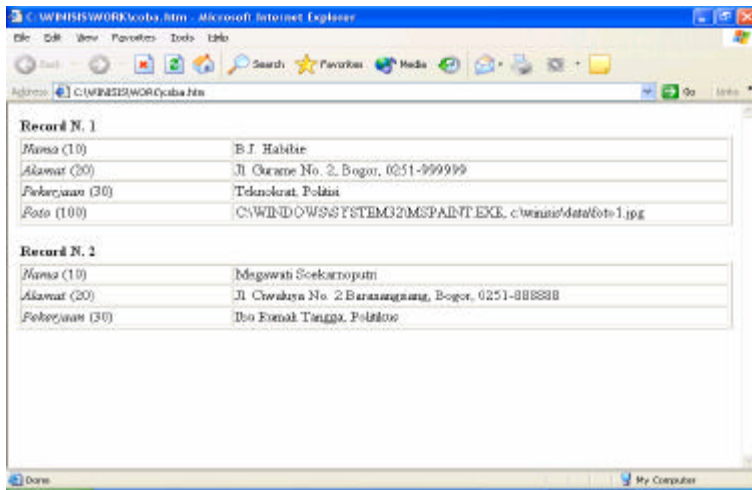 C:\WINISIS\WORK\coba.htm - Microsoft Internet Explorer
File Edit View Favorites Tools Help
Back Search Favorites Media
Address C:\WINISIS\WORK\coba.htm Go Links
Record N. 1
Nama (10) B.J. Habibie
Alamat (20) Jl. Gurame No. 2, Bogor, 0251-999999
Pekerjaan (30) Teknokrat, Politisi
Foto (100) C:\WINDOWS\SYSTEM32\MSPAINT.EXE, c:\winisis\data\foto1.jpg
Record N. 2
Nama (10) Megawati Soekarnoputri
Alamat (20) Jl. No. 2 Baranangsiang, Bogor, 0251-888888
Pekerjaan (30) Ibu Rumah Tangga, Politikus
Done My Computer